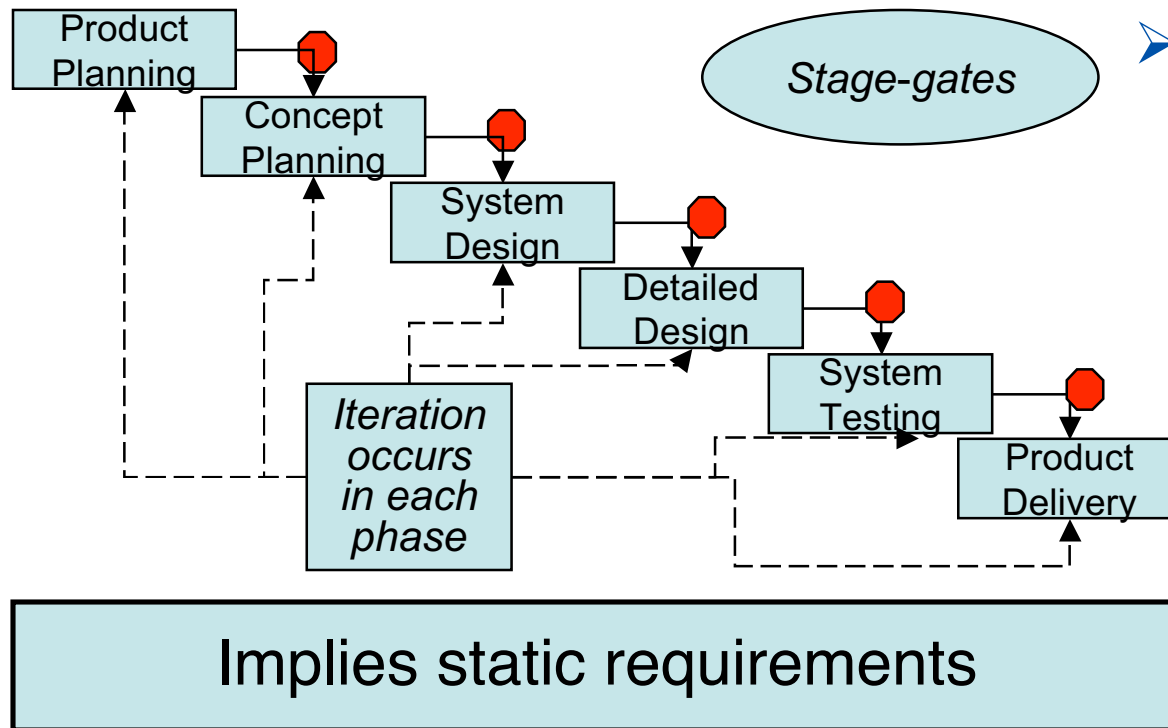 Product
Planning
Stage-gates
Concept
Planning
System
Design
Detailed
Design
System
Testing
Iteration
occurs
in each
phase
Product
Delivery
Implies static requirements